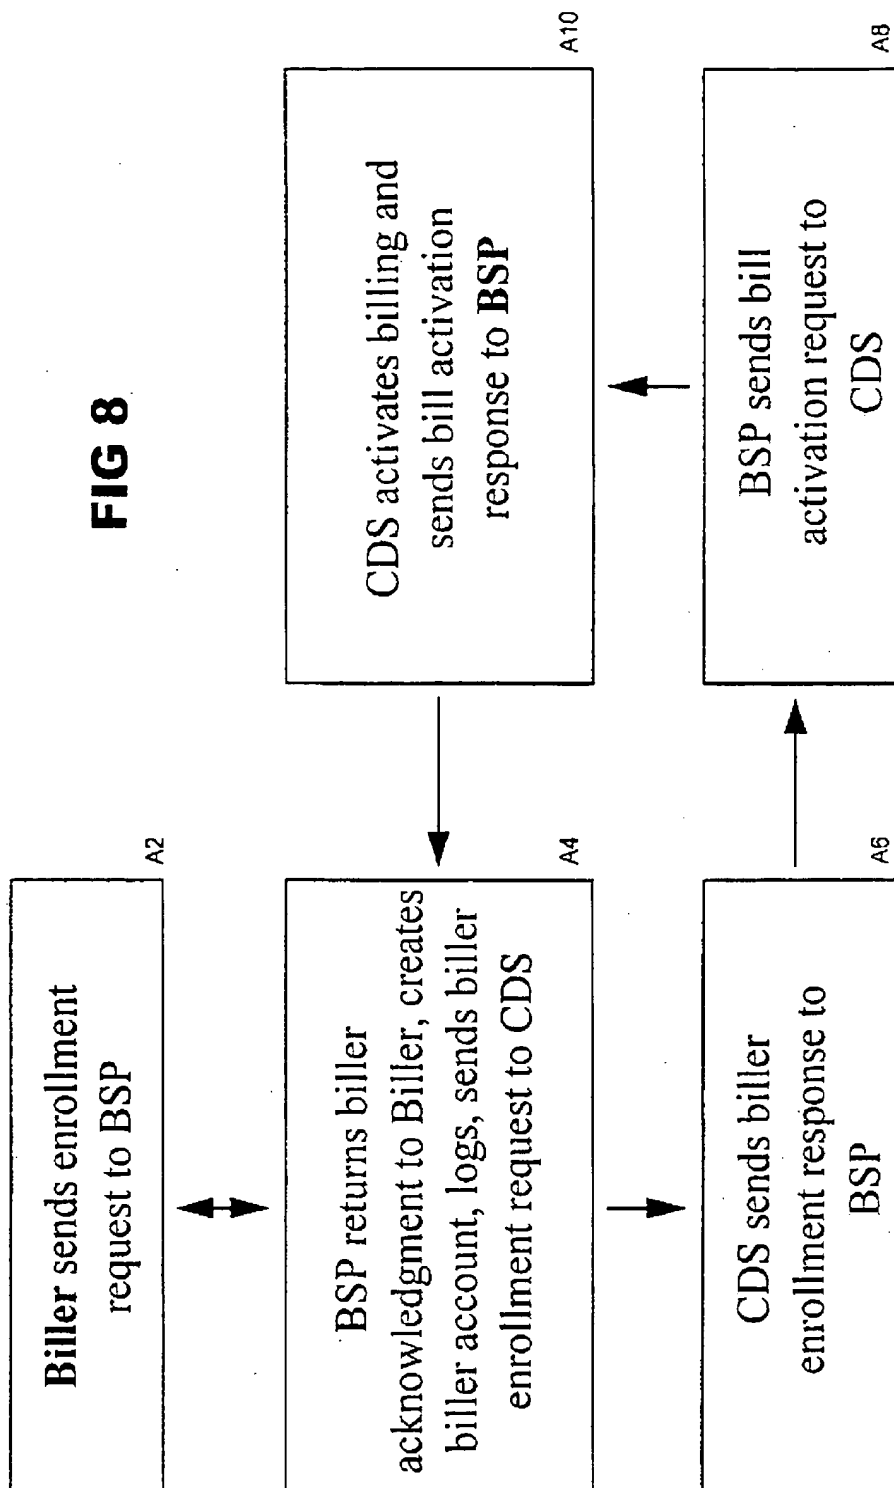 FIG 8
Biller sends enrollment
request to BSP
A2
BSP returns biller
acknowledgment to Biller, creates
biller account, logs, sends biller
enrollment request to CDS
A4
CDS sends biller
enrollment response to
BSP
A6
BSP sends bill
activation request to
CDS
A8
CDS activates billing and
sends bill activation
response to BSP
A10